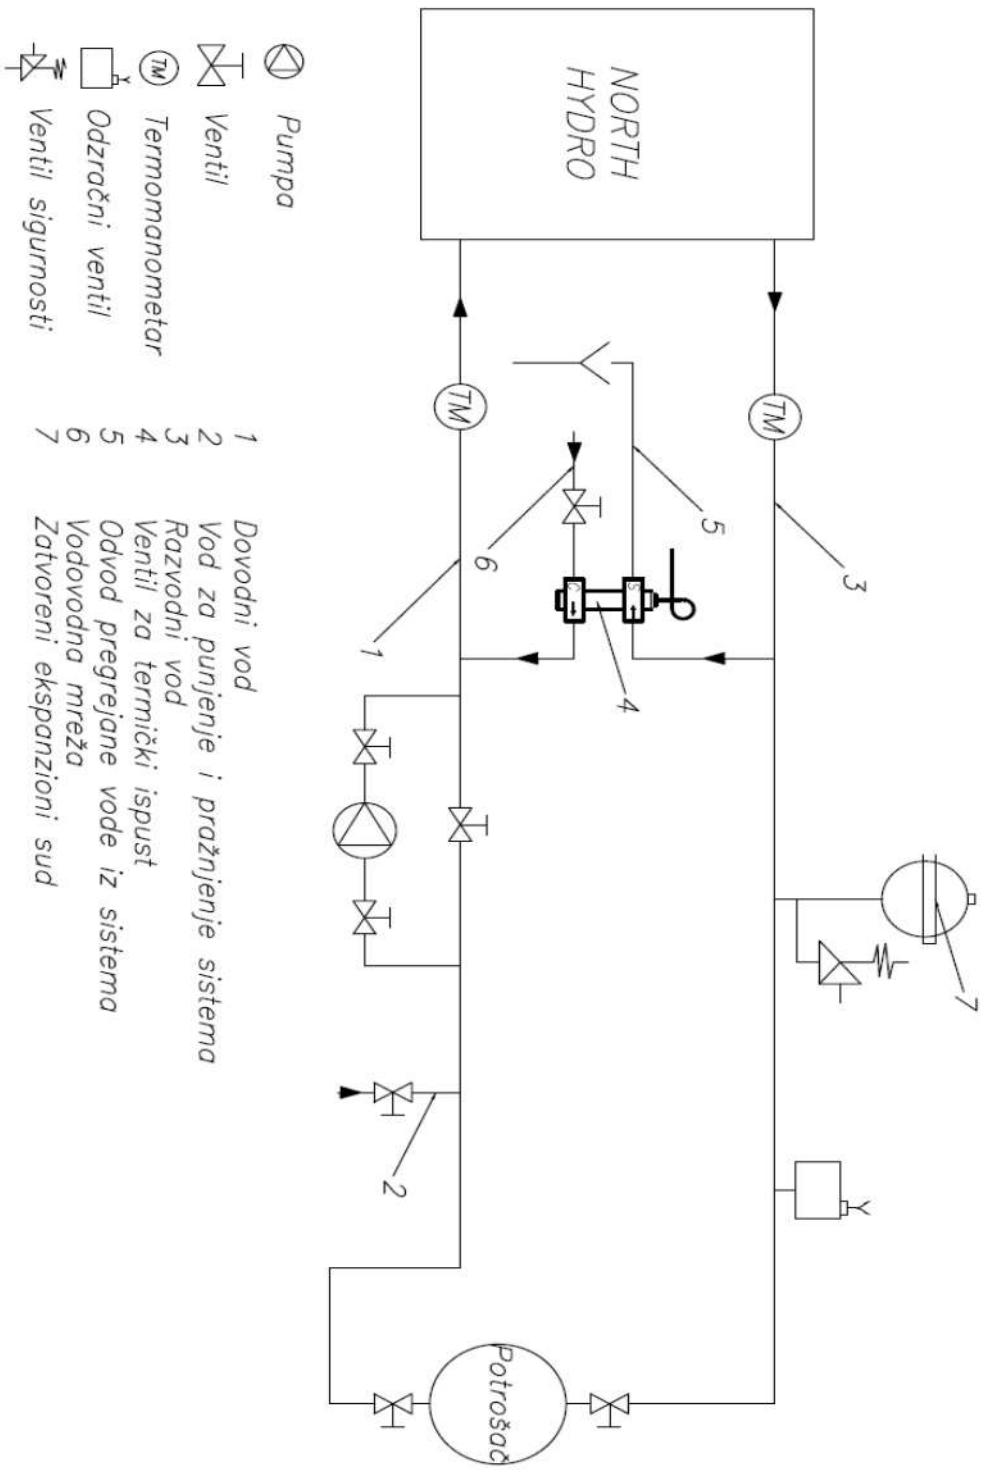 NORTH
HYDRO
TM
TM
3
5
6
C
S
4
1
7
2
Potrošač
Pumpa
Ventil
TM Termomanometar
Odzračni ventil
Ventil sigurnosti
1 Dovodni vod
2 Vod za punjenje i pražnjenje sistema
3 Razvodni vod
4 Ventil za termički ispust
5 Odvod pregrejane vode iz sistema
6 Vodovodna mreža
7 Zatvoreni ekspanzioni sud